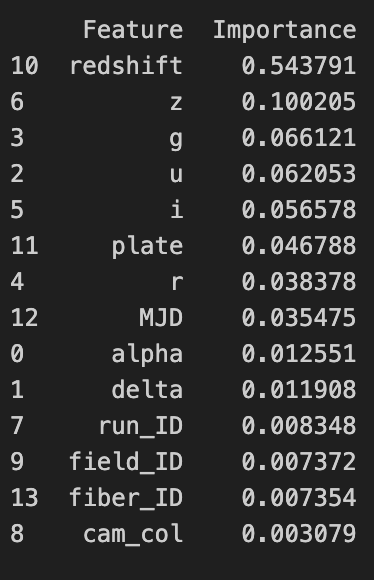 Feature Importance
10 redshift 0.543791
6 z 0.100205
3 g 0.066121
2 u 0.062053
5 i 0.056578
11 plate 0.046788
4 r 0.038378
12 MJD 0.035475
0 alpha 0.012551
1 delta 0.011908
7 run_ID 0.008348
9 field_ID 0.007372
13 fiber_ID 0.007354
8 cam_col 0.003079